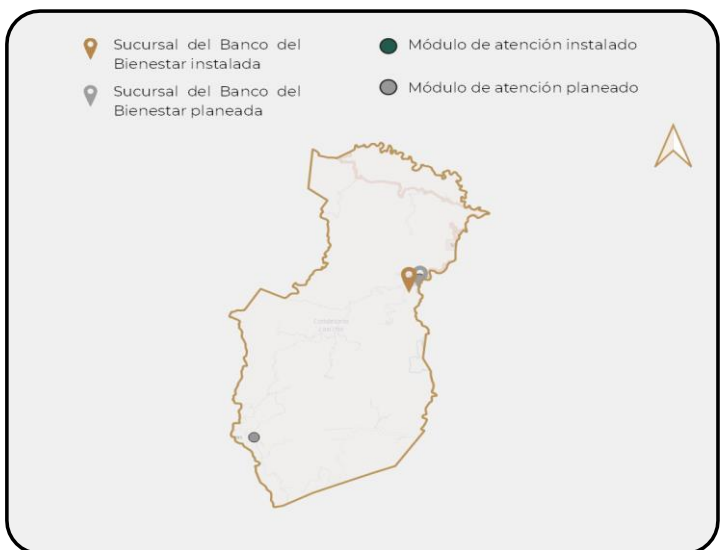 Sucursal del Banco del
Bienestar instalada
Sucursal del Banco del
Bienestar planeada
Módulo de atención instalado
Módulo de atención planeado